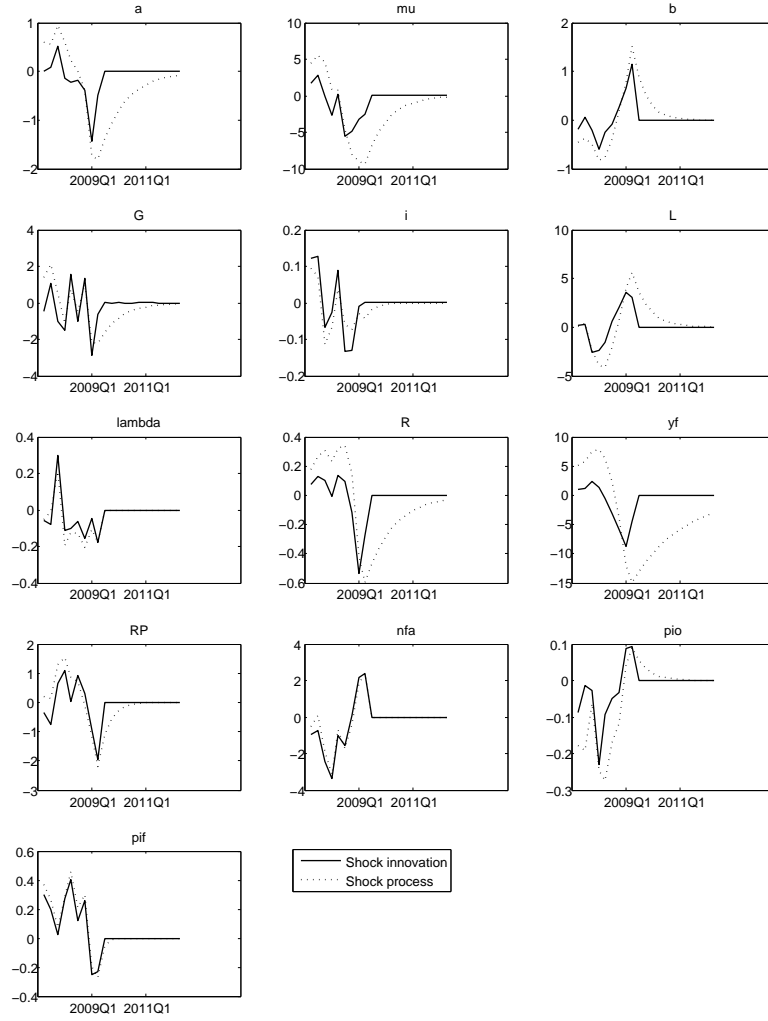 a
mu
b
1
0
−1
−2
2009Q1 2011Q1
10
5
0
−5
−10
2009Q1 2011Q1
2
1
0
−1
2009Q1 2011Q1
G
i
L
4
2
0
−2
−4
2009Q1 2011Q1
0.2
0.1
0
−0.1
−0.2
2009Q1 2011Q1
10
5
0
−5
2009Q1 2011Q1
lambda
R
yf
0.4
0.2
0
−0.2
−0.4
2009Q1 2011Q1
0.4
0.2
0
−0.2
−0.4
−0.6
2009Q1 2011Q1
10
5
0
−5
−10
−15
2009Q1 2011Q1
RP
nfa
pio
2
1
0
−1
−2
−3
2009Q1 2011Q1
4
2
0
−2
−4
2009Q1 2011Q1
0.1
0
−0.1
−0.2
−0.3
2009Q1 2011Q1
pif
0.6
0.4
0.2
0
−0.2
−0.4
2009Q1 2011Q1
Shock innovation
Shock process